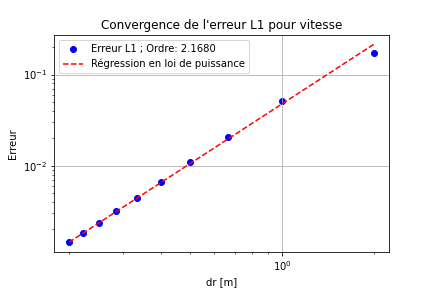 Convergence de l'erreur L1 pour vitesse
Erreur L1 ; Ordre: 2.1680
Régression en loi de puissance
Erreur
10⁻¹
10⁻²
10⁰
dr [m]